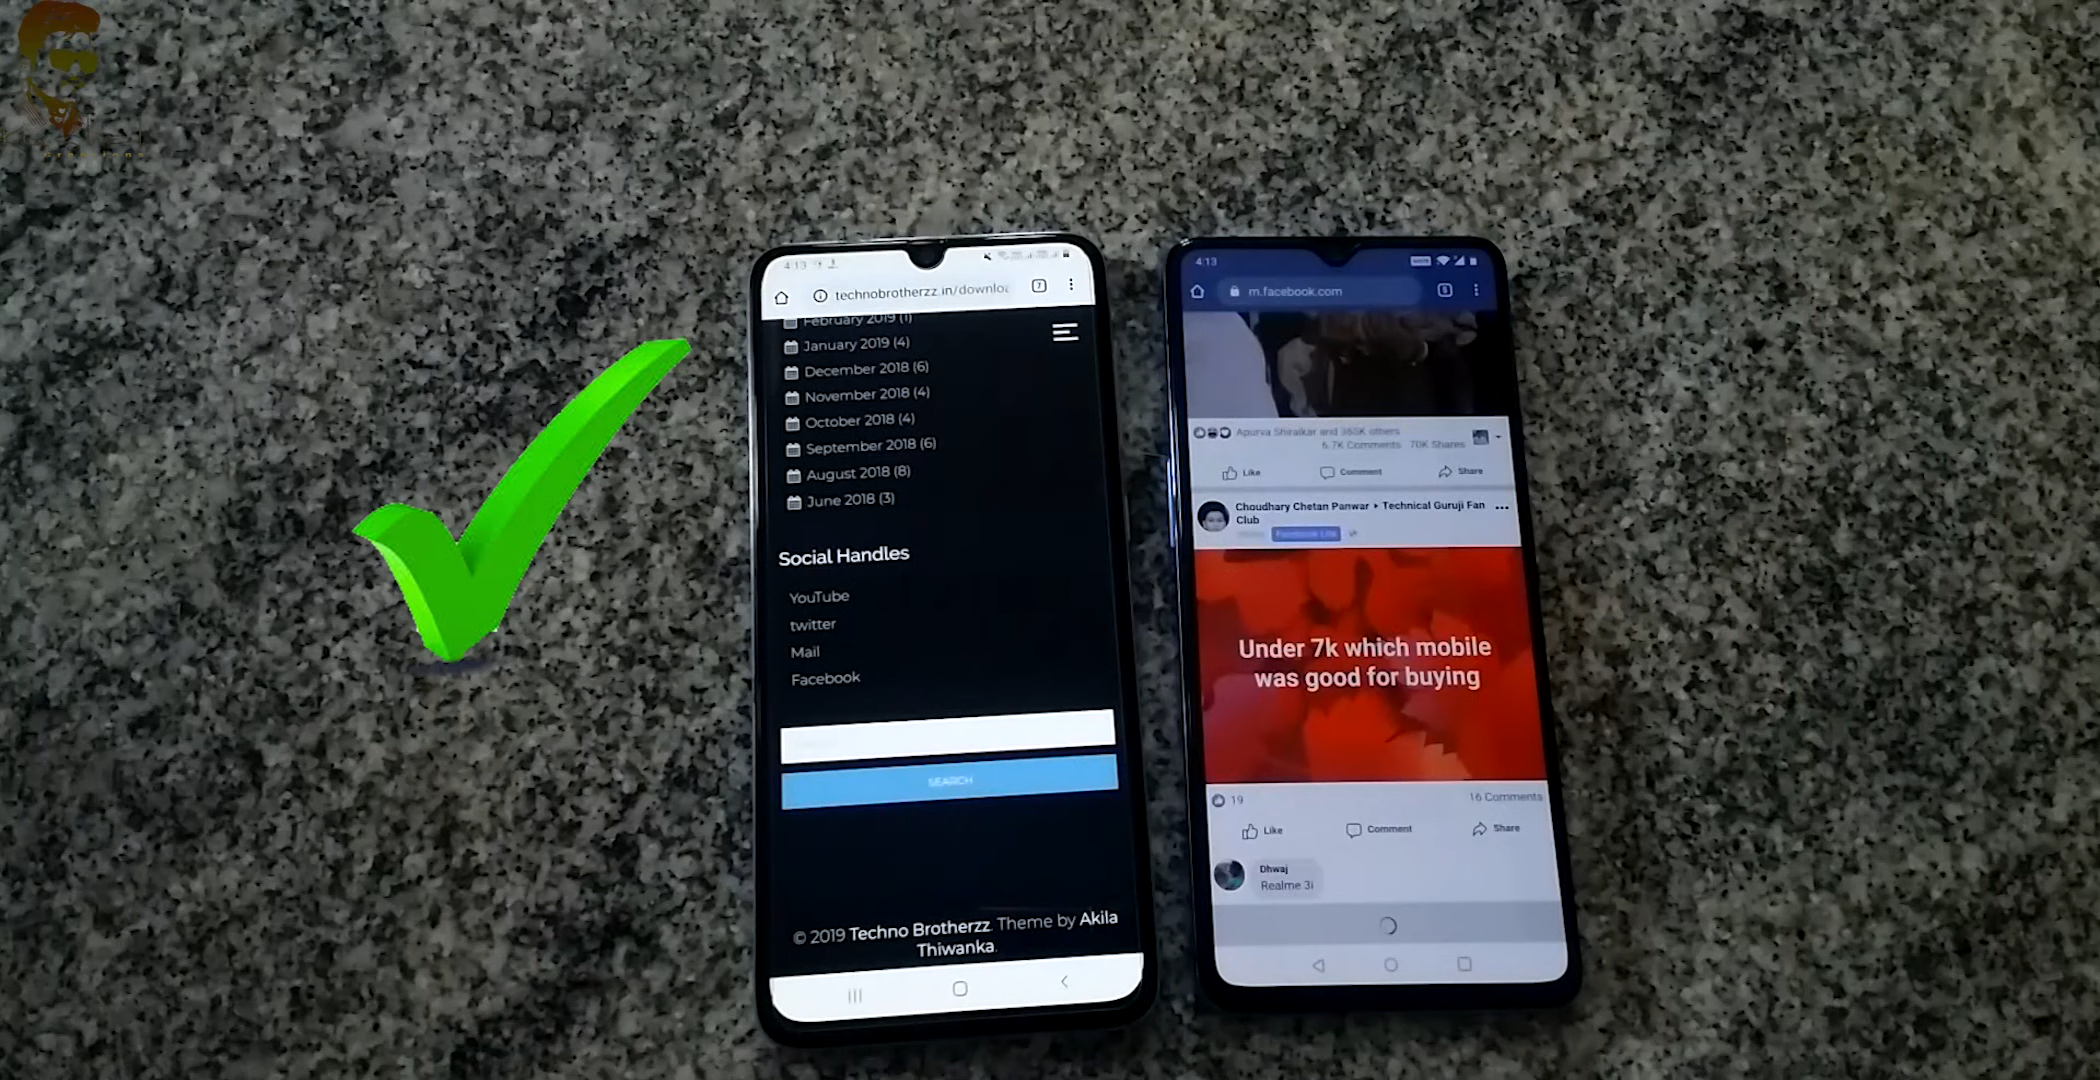 4:13
technobrotherzz.in/downloa
7
February 2019 (1)
January 2019 (4)
December 2018 (6)
November 2018 (4)
October 2018 (4)
September 2018 (6)
August 2018 (8)
June 2018 (3)
Social Handles
YouTube
twitter
Mail
Facebook
SEARCH
© 2019 Techno Brotherzz. Theme by Akila
Thiwanka.
4:13
m.facebook.com
Apurva Shiralkar and 365K others
6.7K Comments 70K Shares
Like Comment Share
Choudhary Chetan Panwar ▸ Technical Guruji Fan
Club
Facebook Lite
Under 7k which mobile
was good for buying
19 16 Comments
Like Comment Share
Dhwaj
Realme 3i